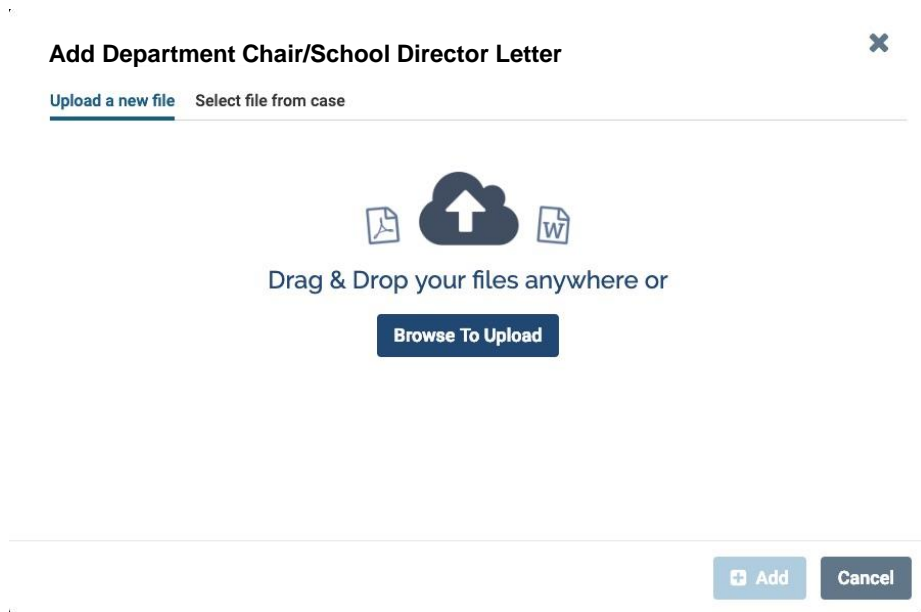 Add Department Chair/School Director Letter
Upload a new file Select file from case
W
Drag & Drop your files anywhere or
Browse To Upload
Add Cancel